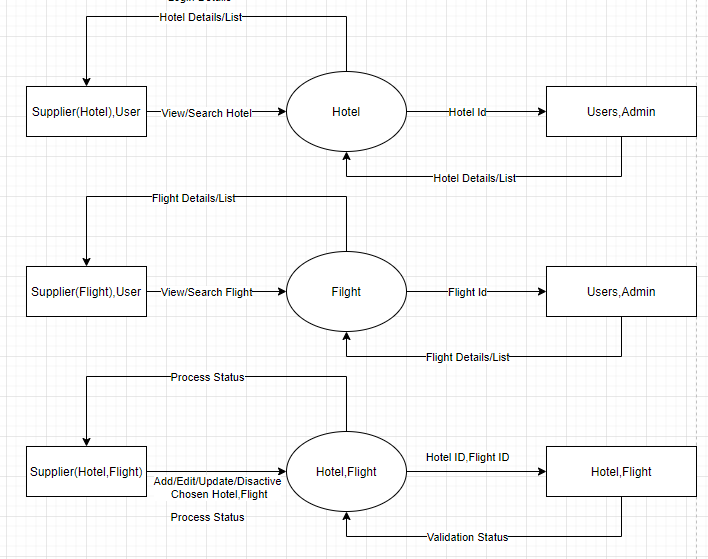 Login Details
Hotel Details/List
Supplier(Hotel),User
View/Search Hotel
Hotel
Hotel Id
Users,Admin
Hotel Details/List
Flight Details/List
Supplier(Flight),User
View/Search Flight
Filght
Flight Id
Users,Admin
Flight Details/List
Process Status
Supplier(Hotel,Flight)
Add/Edit/Update/Disactive
Chosen Hotel,Flight
Process Status
Hotel,Flight
Hotel ID,Flight ID
Hotel,Flight
Validation Status